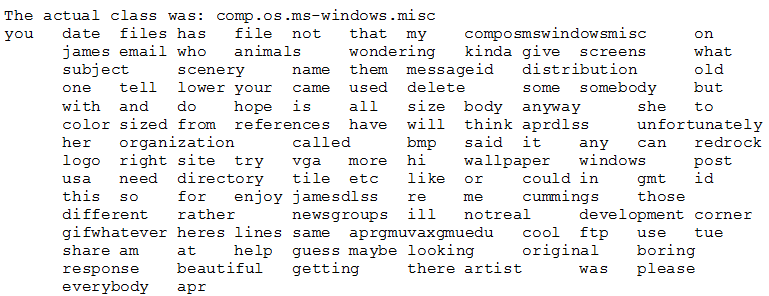 The actual class was: comp.os.ms-windows.misc
you date files has file not that my composmswindowsmisc on
james email who animals wondering kinda give screens what
subject scenery name them messageid distribution old
one tell lower your came used delete some somebody but
with and do hope is all size body anyway she to
color sized from references have will think aprdlss unfortunately
her organization called bmp said it any can redrock
logo right site try vga more hi wallpaper windows post
usa need directory tile etc like or could in gmt id
this so for enjoy jamesdlss re me cummings those
different rather newsgroups ill notreal development corner
gifwhatever heres lines same aprgmuvaxgmuedu cool ftp use tue
share am at help guess maybe looking original boring
response beautiful getting there artist was please
everybody apr